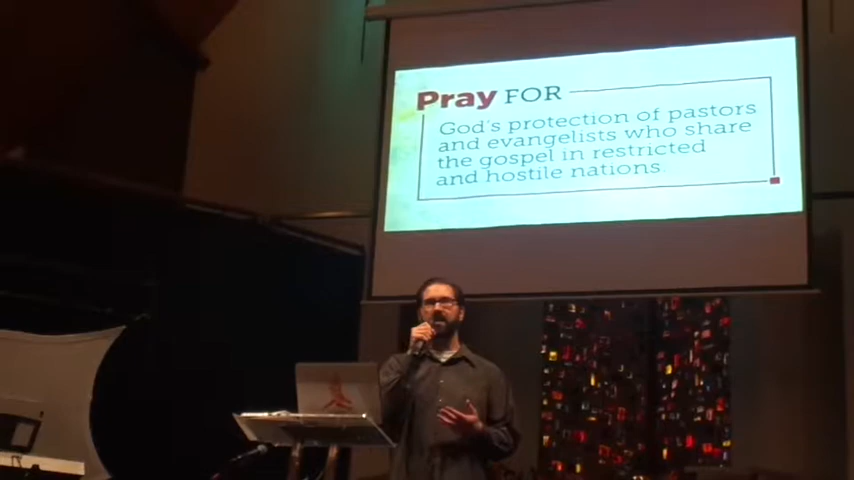 Pray FOR
God's protection of pastors
and evangelists who share
the gospel in restricted
and hostile nations.